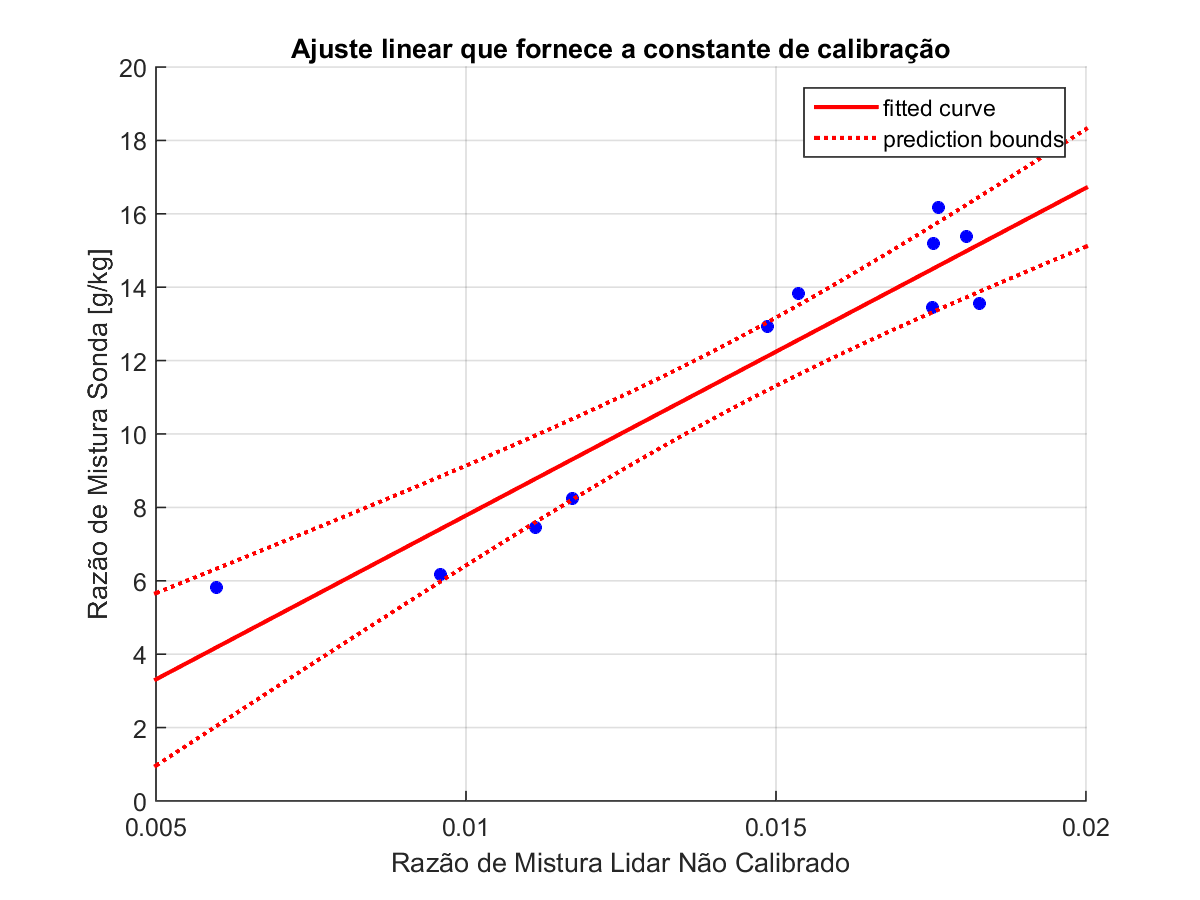 Ajuste linear que fornece a constante de calibração
fitted curve
prediction bounds
Razão de Mistura Sonda [g/kg]
20
18
16
14
12
10
8
6
4
2
0
0.005 0.01 0.015 0.02
Razão de Mistura Lidar Não Calibrado